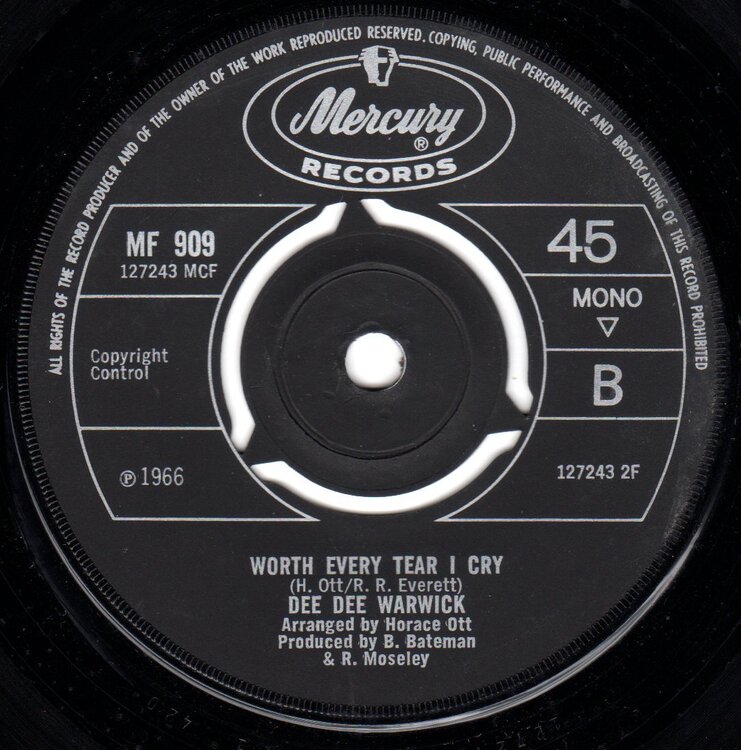 ALL RIGHTS OF THE RECORD PRODUCER AND OF THE OWNER OF THE WORK REPRODUCED RESERVED. COPYING, PUBLIC PERFORMANCE AND BROADCASTING OF THIS RECORD PROHIBITED
Mercury ®
RECORDS
MF 909
127243 MCF
45
MONO
Copyright
Control
B
℗ 1966
127243 2F
WORTH EVERY TEAR I CRY
(H. Ott/R. R. Everett)
DEE DEE WARWICK
Arranged by Horace Ott
Produced by B. Bateman
& R. Moseley